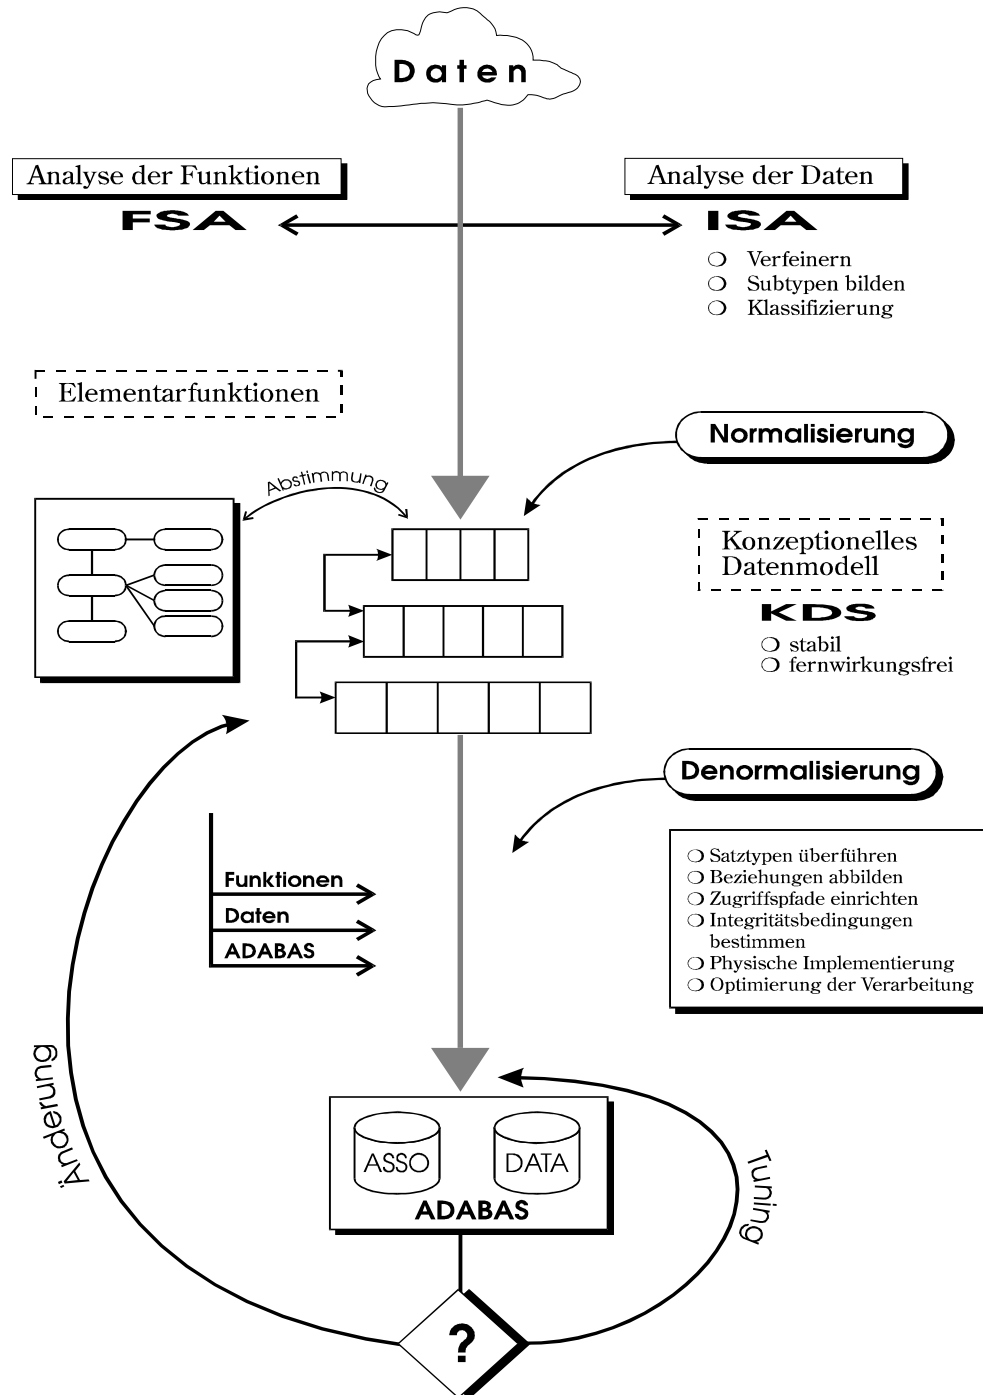 Daten
Analyse der Funktionen
FSA
Analyse der Daten
ISA
❍ Verfeinern
❍ Subtypen bilden
❍ Klassifizierung
Elementarfunktionen
Normalisierung
Abstimmung
Konzeptionelles
Datenmodell
KDS
❍ stabil
❍ fernwirkungsfrei
Denormalisierung
❍ Satztypen überführen
❍ Beziehungen abbilden
❍ Zugriffspfade einrichten
❍ Integritätsbedingungen
bestimmen
❍ Physische Implementierung
❍ Optimierung der Verarbeitung
Funktionen
Daten
ADABAS
Änderung
ASSO
DATA
ADABAS
Tuning
?